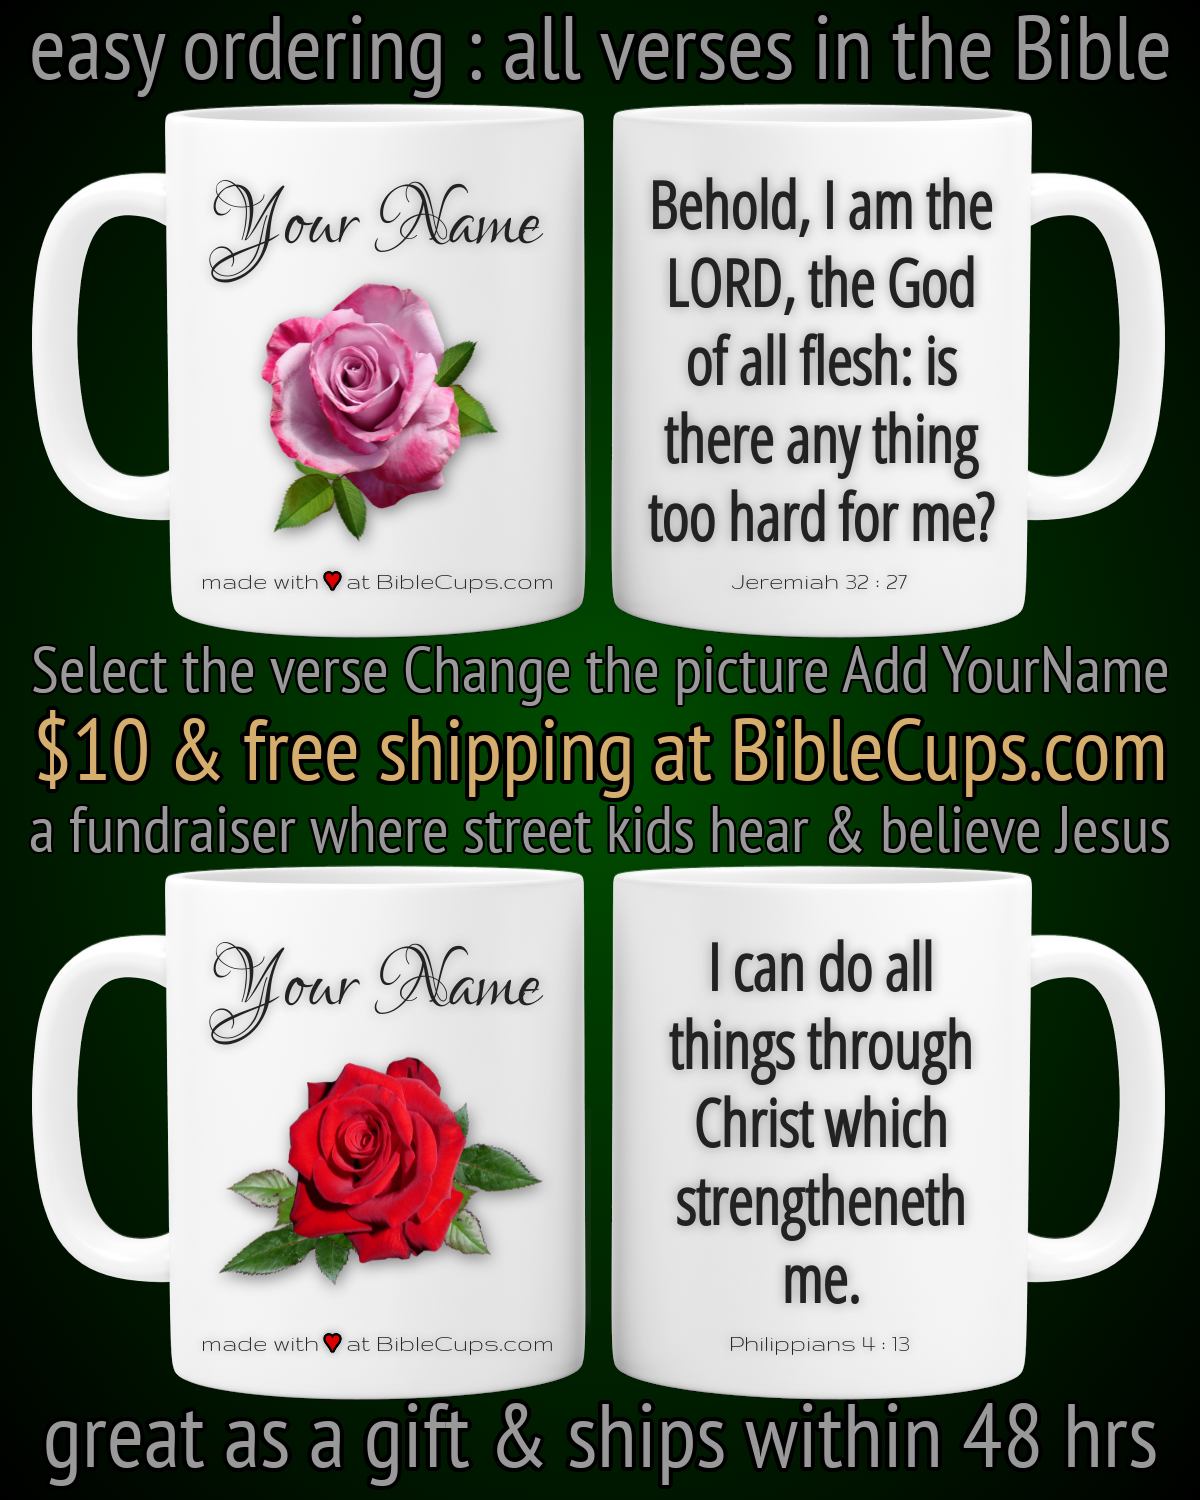 easy ordering : all verses in the Bible
Your Name
made with ♥ at BibleCups.com
Behold, I am the
LORD, the God
of all flesh: is
there any thing
too hard for me?
Jeremiah 32 : 27
Select the verse Change the picture Add YourName
$10 & free shipping at BibleCups.com
a fundraiser where street kids hear & believe Jesus
Your Name
made with ♥ at BibleCups.com
I can do all
things through
Christ which
strengtheneth
me.
Philippians 4 : 13
great as a gift & ships within 48 hrs